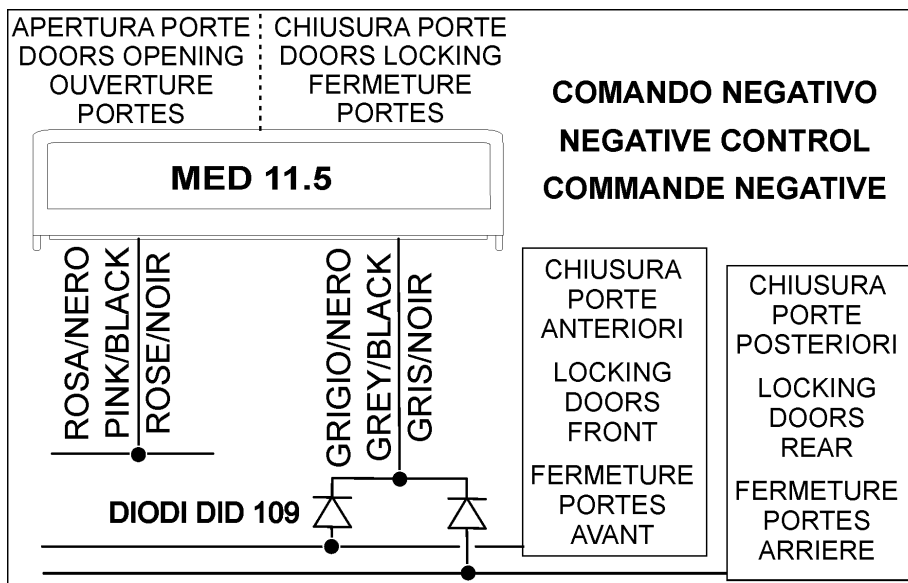 APERTURA PORTE
DOORS OPENING
OUVERTURE
PORTES
CHIUSURA PORTE
DOORS LOCKING
FERMETURE
PORTES
COMANDO NEGATIVO
NEGATIVE CONTROL
COMMANDE NEGATIVE
MED 11.5
ROSA/NERO
PINK/BLACK
ROSE/NOIR
GRIGIO/NERO
GREY/BLACK
GRIS/NOIR
CHIUSURA
PORTE
ANTERIORI
LOCKING
DOORS
FRONT
FERMETURE
PORTES
AVANT
CHIUSURA
PORTE
POSTERIORI
LOCKING
DOORS
REAR
FERMETURE
PORTES
ARRIERE
DIODI DID 109